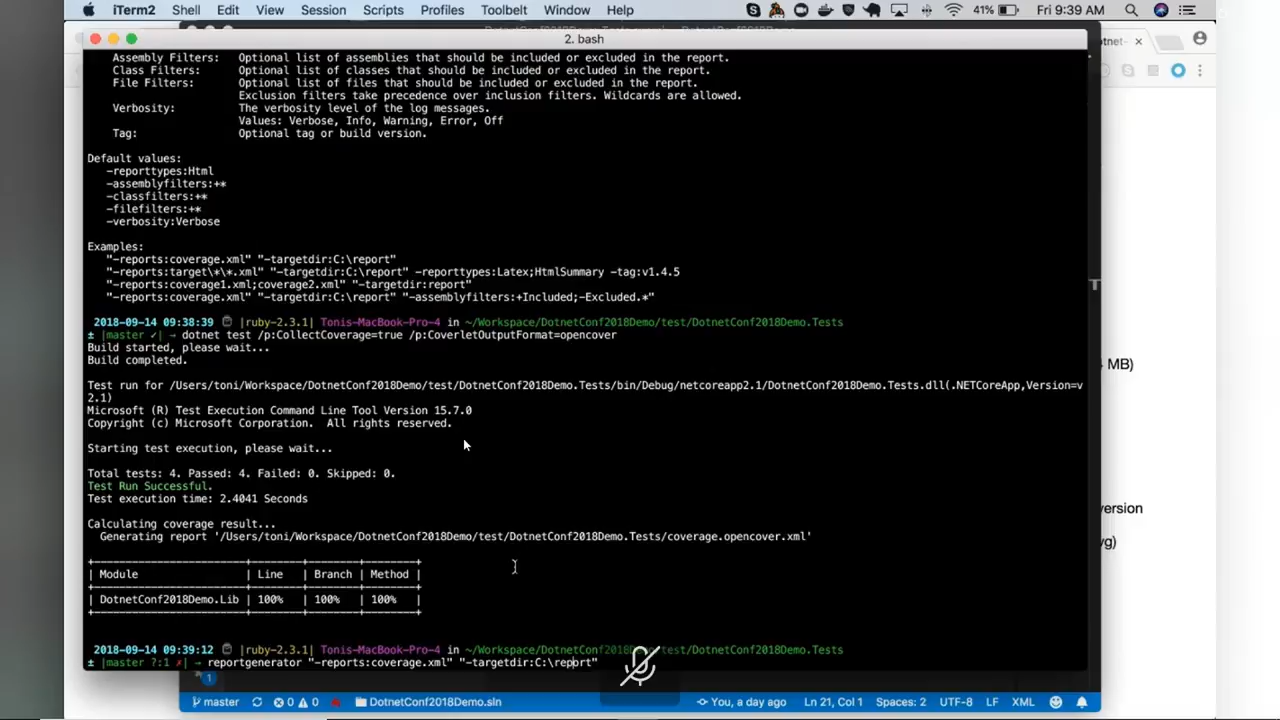 iTerm2 Shell Edit View Session Scripts Profiles Toolbelt Window Help 41% Fri 9:39 AM
2. bash
otnet-
Assembly Filters: Optional list of assemblies that should be included or excluded in the report.
Class Filters: Optional list of classes that should be included or excluded in the report.
File Filters: Optional list of files that should be included or excluded in the report.
Exclusion filters take precedence over inclusion filters. Wildcards are allowed.
Verbosity: The verbosity level of the log messages.
Values: Verbose, Info, Warning, Error, Off
Tag: Optional tag or build version.
Default values:
-reporttypes:Html
-assemblyfilters:+*
-classfilters:+*
-filefilters:+*
-verbosity:Verbose
Examples:
"-reports:coverage.xml" "-targetdir:C:\report"
"-reports:target\*\*.xml" "-targetdir:C:\report" -reporttypes:Latex;HtmlSummary -tag:v1.4.5
"-reports:coverage1.xml;coverage2.xml" "-targetdir:report"
"-reports:coverage.xml" "-targetdir:C:\report" "-assemblyfilters:+Included;-Excluded.*"
2018-09-14 09:38:39 |ruby-2.3.1| Tonis-MacBook-Pro-4 in ~/Workspace/DotnetConf2018Demo/test/DotnetConf2018Demo.Tests
± |master ✓| → dotnet test /p:CollectCoverage=true /p:CoverletOutputFormat=opencover
Build started, please wait...
Build completed.
Test run for /Users/toni/Workspace/DotnetConf2018Demo/test/DotnetConf2018Demo.Tests/bin/Debug/netcoreapp2.1/DotnetConf2018Demo.Tests.dll(.NETCoreApp,Version=v
2.1)
Microsoft (R) Test Execution Command Line Tool Version 15.7.0
Copyright (c) Microsoft Corporation. All rights reserved.
Starting test execution, please wait...
Total tests: 4. Passed: 4. Failed: 0. Skipped: 0.
Test Run Successful.
Test execution time: 2.4041 Seconds
Calculating coverage result...
Generating report '/Users/toni/Workspace/DotnetConf2018Demo/test/DotnetConf2018Demo.Tests/coverage.opencover.xml'
| Module | Line | Branch | Method |
| DotnetConf2018Demo.Lib | 100% | 100% | 100% |
2018-09-14 09:39:12 |ruby-2.3.1| Tonis-MacBook-Pro-4 in ~/Workspace/DotnetConf2018Demo/test/DotnetConf2018Demo.Tests
± |master ?:1 ✗| → reportgenerator "-reports:coverage.xml" "-targetdir:C:\report"
MB)
ersion
g)
1
master 0 0 DotnetConf2018Demo.sln You, a day ago Ln 21, Col 1 Spaces: 2 UTF-8 LF XML